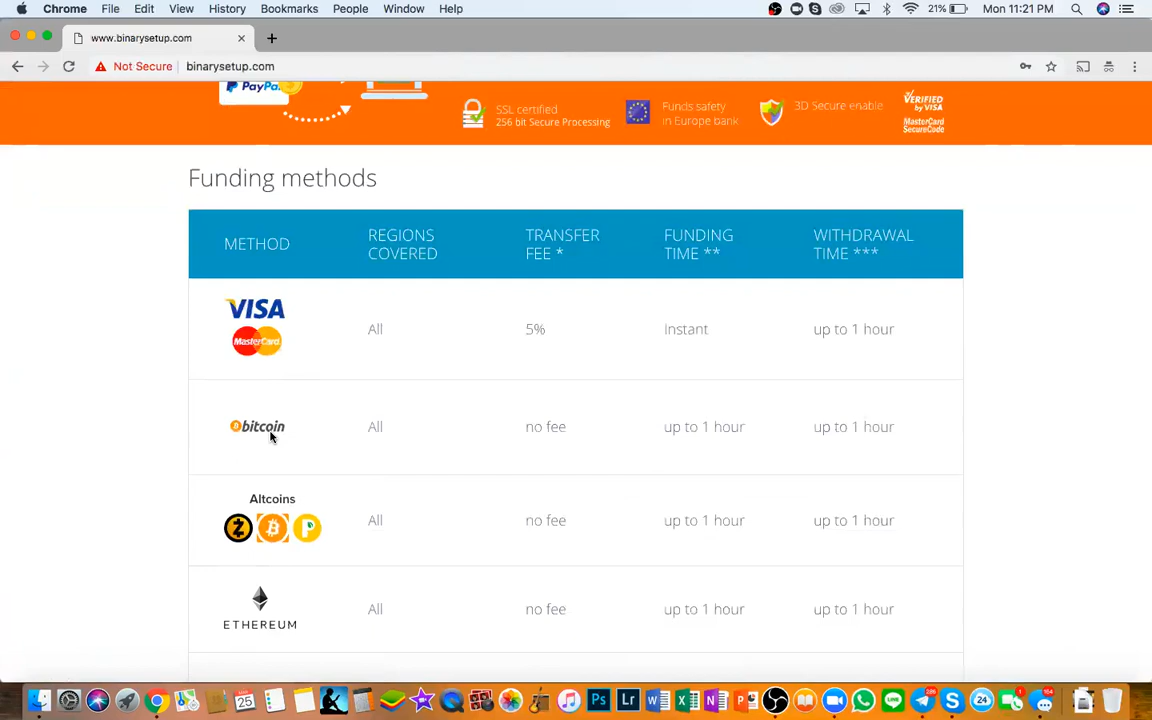 Chrome File Edit View History Bookmarks People Window Help 21% Mon 11:21 PM
www.binarysetup.com
Not Secure binarysetup.com
PayPal
SSL certified
256 bit Secure Processing
Funds safety
in Europe bank
3D Secure enable
VERIFIED
by VISA
MasterCard
SecureCode
Funding methods
METHOD REGIONS COVERED TRANSFER FEE * FUNDING TIME ** WITHDRAWAL TIME ***
VISA
MasterCard
All 5% instant up to 1 hour
bitcoin All no fee up to 1 hour up to 1 hour
Altcoins
All no fee up to 1 hour up to 1 hour
ETHEREUM All no fee up to 1 hour up to 1 hour